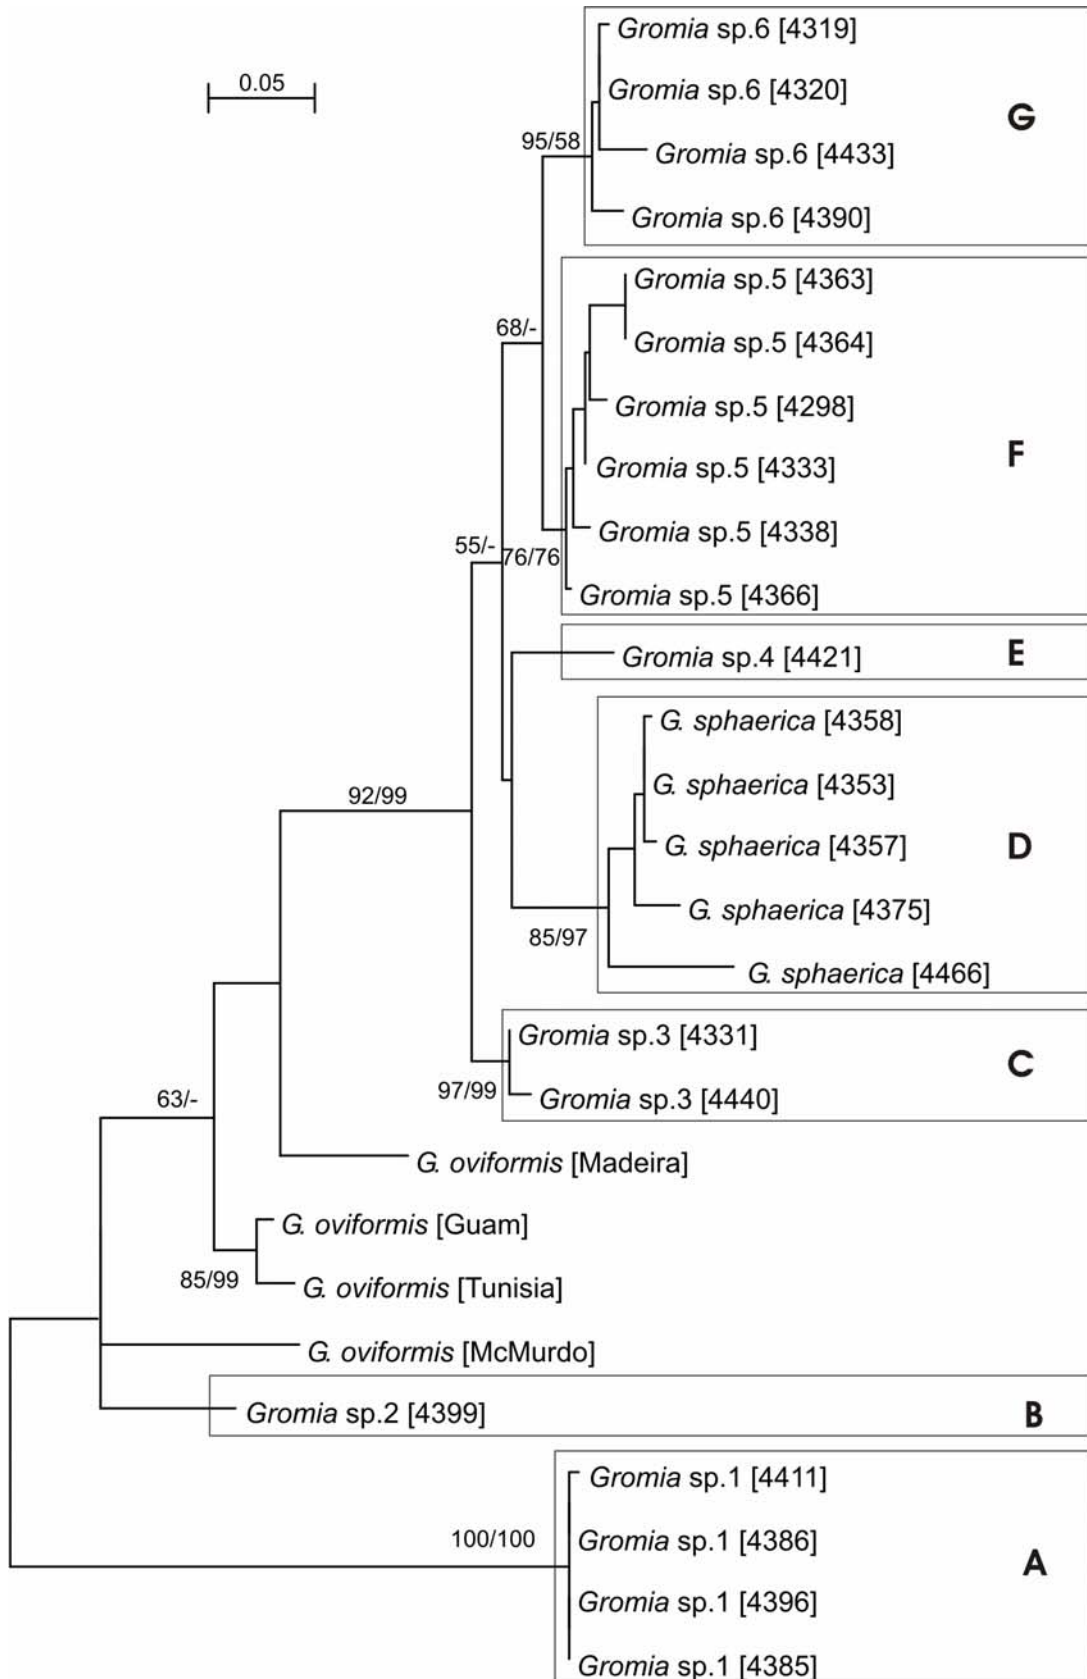 Gromia sp.6 [4319]
0.05
Gromia sp.6 [4320]
G
95/58
Gromia sp.6 [4433]
Gromia sp.6 [4390]
Gromia sp.5 [4363]
68/-
Gromia sp.5 [4364]
Gromia sp.5 [4298]
F
Gromia sp.5 [4333]
Gromia sp.5 [4338]
55/-
76/76
Gromia sp.5 [4366]
Gromia sp.4 [4421]
E
G. sphaerica [4358]
G. sphaerica [4353]
92/99
G. sphaerica [4357]
D
G. sphaerica [4375]
85/97
G. sphaerica [4466]
Gromia sp.3 [4331]
C
97/99
Gromia sp.3 [4440]
63/-
G. oviformis [Madeira]
G. oviformis [Guam]
85/99
G. oviformis [Tunisia]
G. oviformis [McMurdo]
Gromia sp.2 [4399]
B
Gromia sp.1 [4411]
100/100
Gromia sp.1 [4386]
A
Gromia sp.1 [4396]
Gromia sp.1 [4385]